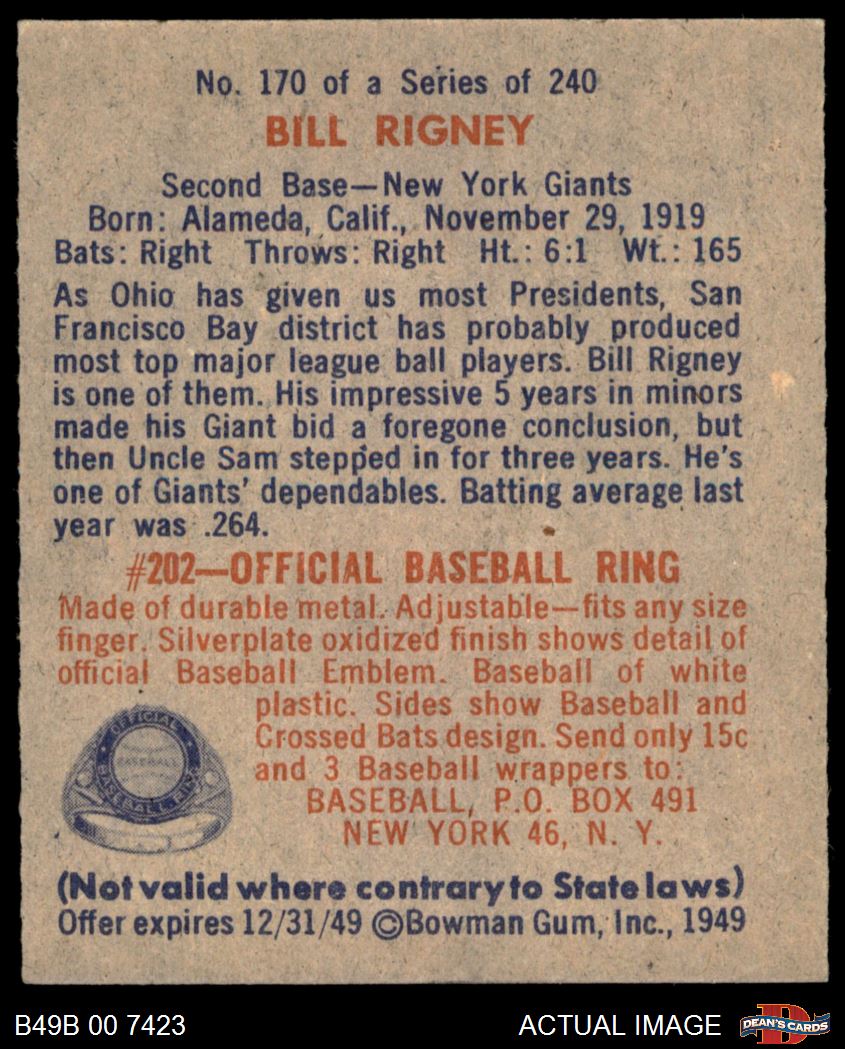 No. 170 of a Series of 240
BILL RIGNEY
Second Base—New York Giants
Born: Alameda, Calif., November 29, 1919
Bats: Right Throws: Right Ht.: 6:1 Wt.: 165
As Ohio has given us most Presidents, San
Francisco Bay district has probably produced
most top major league ball players. Bill Rigney
is one of them. His impressive 5 years in minors
made his Giant bid a foregone conclusion, but
then Uncle Sam stepped in for three years. He's
one of Giants' dependables. Batting average last
year was .264.
#202—OFFICIAL BASEBALL RING
Made of durable metal. Adjustable—fits any size
finger. Silverplate oxidized finish shows detail of
official Baseball Emblem. Baseball of white
plastic. Sides show Baseball and
Crossed Bats design. Send only 15c
and 3 Baseball wrappers to:
BASEBALL, P.O. BOX 491
NEW YORK 46, N. Y.
OFFICIAL
BASEBALL
BASEBALL RING
(Not valid where contrary to State laws)
Offer expires 12/31/49 ©Bowman Gum, Inc., 1949
B49B 00 7423
ACTUAL IMAGE
DEAN'S CARDS